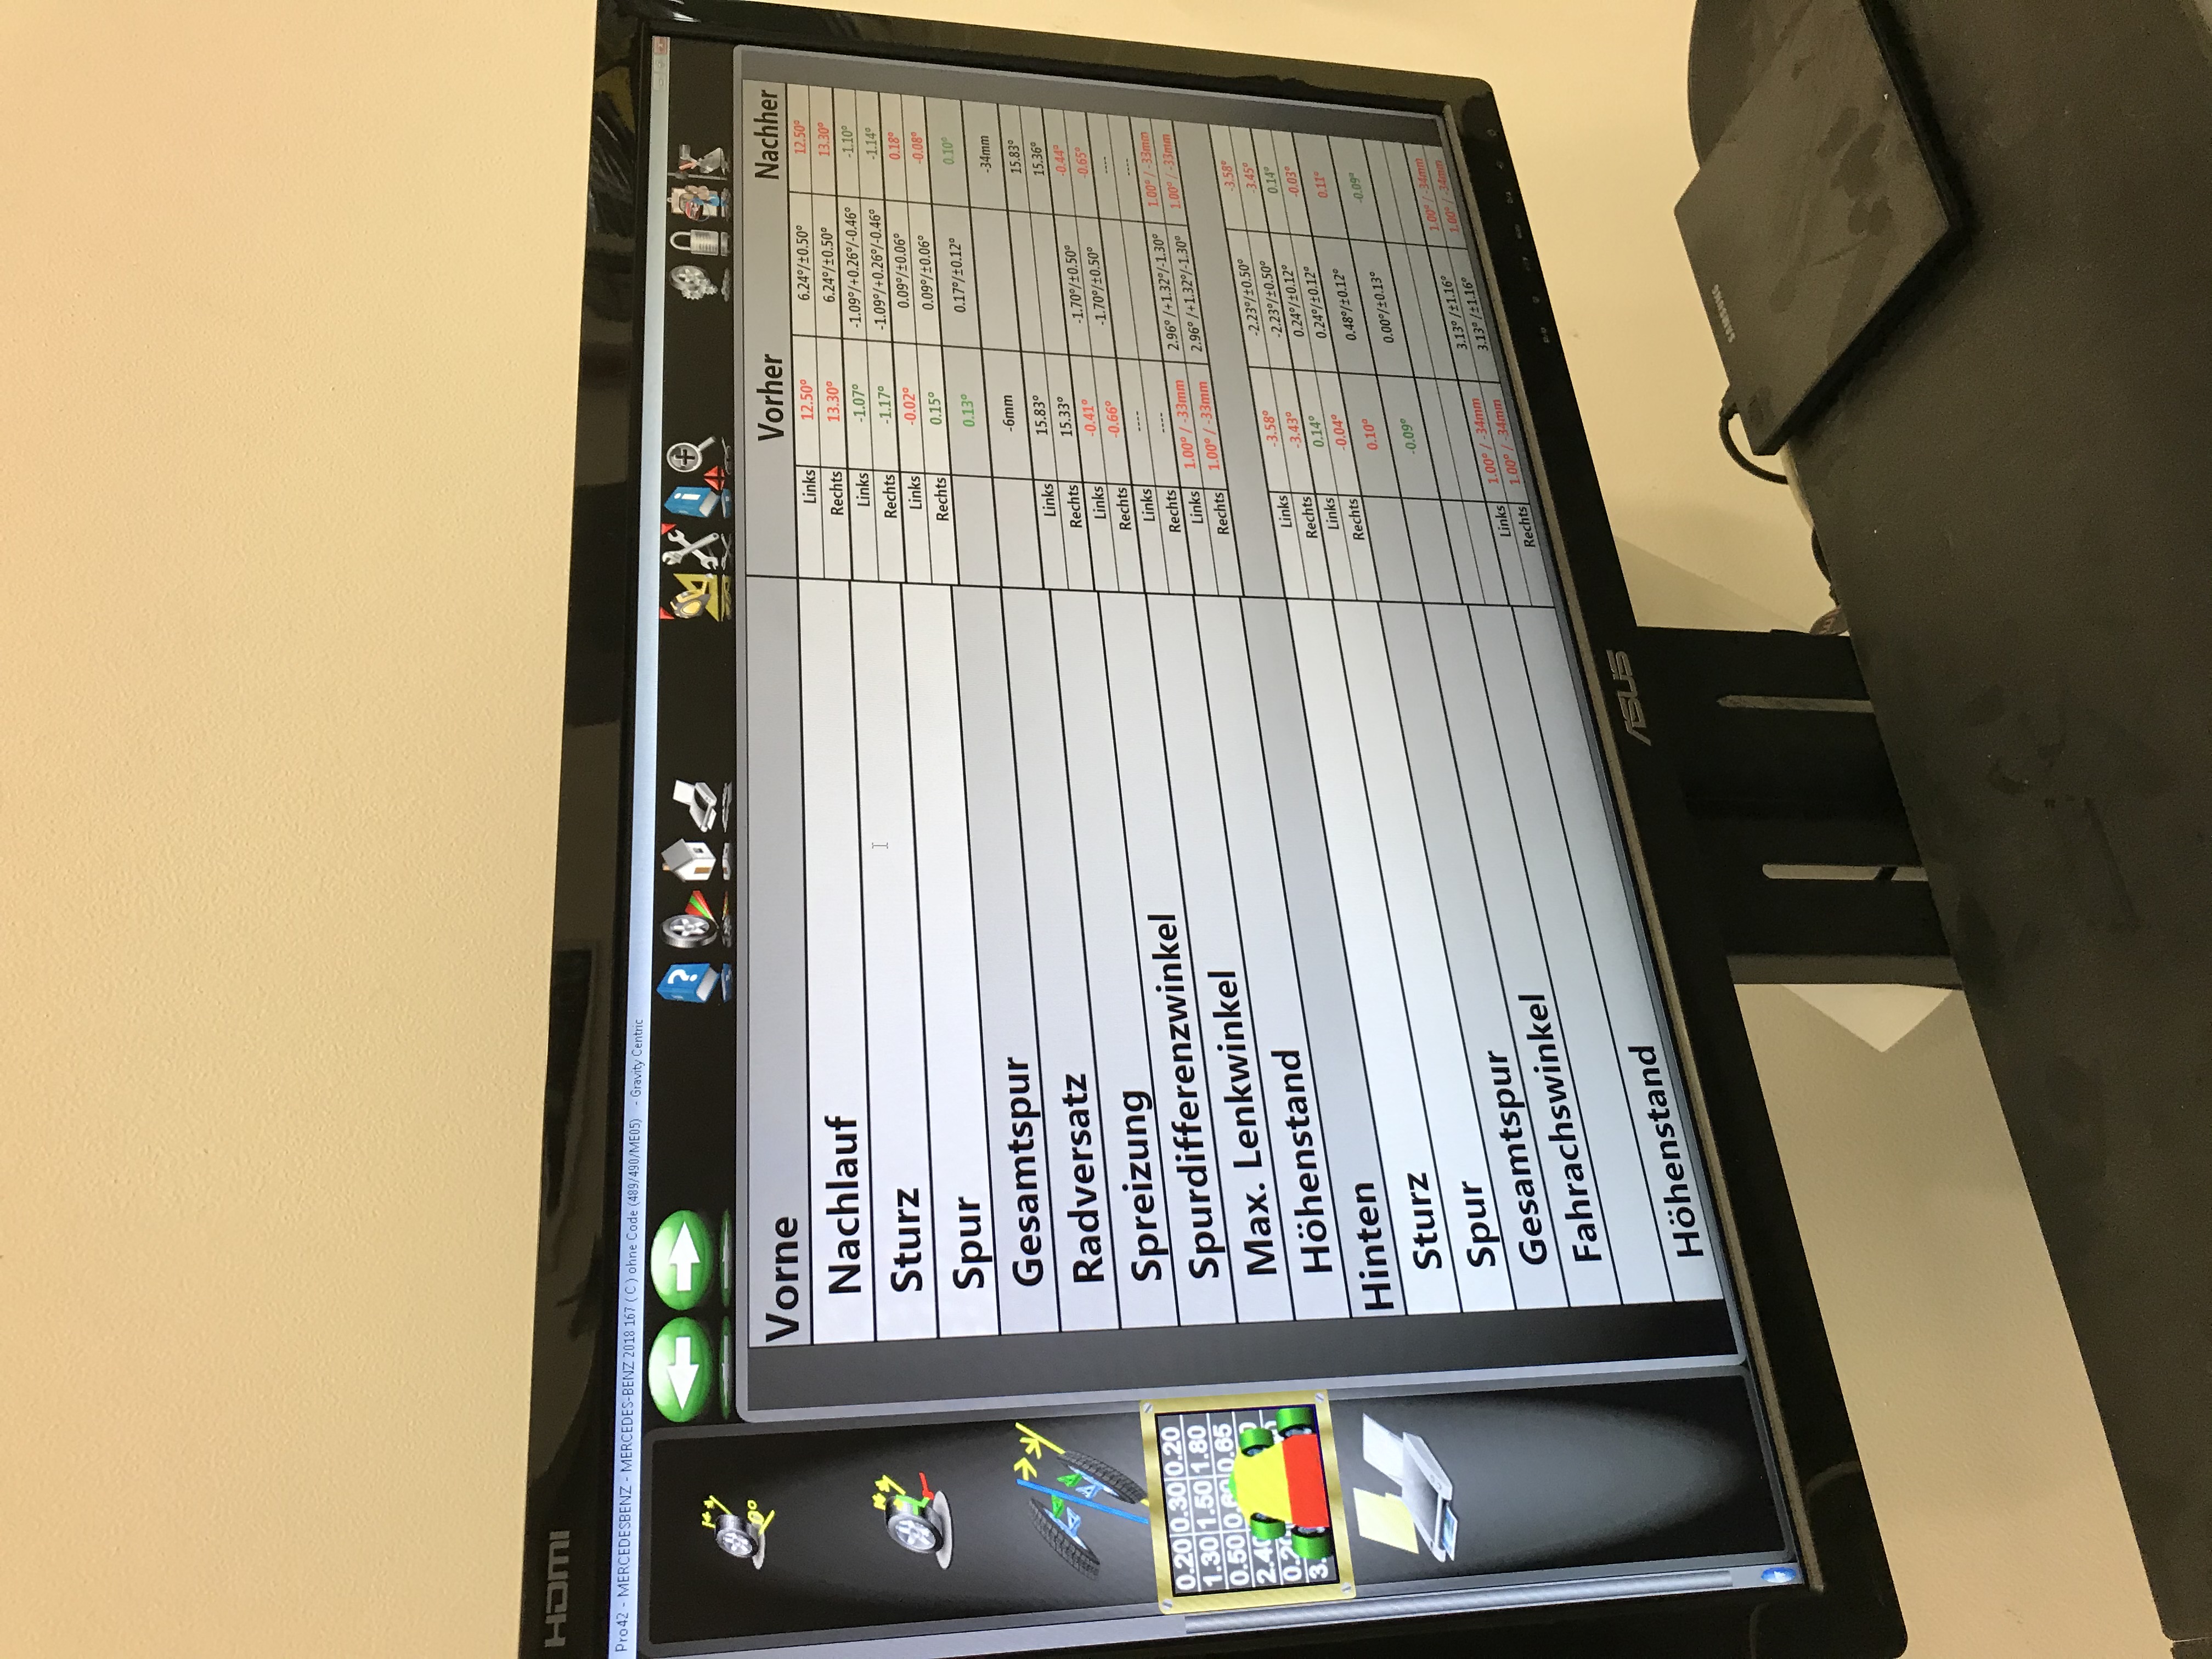 HDMI
Pro42 - MERCEDESBENZ - MERCEDES-BENZ 2018 167 ( C ) ohne Code (489/490/ME05) - Gravity Centric
Vorne Vorher Nachher
Nachlauf
Links 12.50° 6.24°/±0.50° 12.50°
Rechts 13.30° 6.24°/±0.50° 13.30°
Sturz
Links -1.07° -1.09°/+0.26°/-0.46° -1.10°
Rechts -1.17° -1.09°/+0.26°/-0.46° -1.14°
Spur
Links -0.02° 0.09°/±0.06° 0.18°
Rechts 0.15° 0.09°/±0.06° -0.08°
Gesamtspur 0.13° 0.17°/±0.12° 0.10°
Radversatz -6mm -34mm
Spreizung
Links 15.83° 15.83°
Rechts 15.33° 15.36°
Spurdifferenzwinkel
Links -0.41° -1.70°/±0.50° -0.44°
Rechts -0.66° -1.70°/±0.50° -0.65°
Max. Lenkwinkel
Links ---- ----
Rechts ---- ----
Höhenstand
Links 1.00° / -33mm 2.96° /+1.32°/-1.30° 1.00° / -33mm
Rechts 1.00° / -33mm 2.96° /+1.32°/-1.30° 1.00° / -33mm
Hinten
Sturz
Links -3.58° -2.23°/±0.50° -3.58°
Rechts -3.43° -2.23°/±0.50° -3.45°
Spur
Links 0.14° 0.24°/±0.12° 0.14°
Rechts -0.04° 0.24°/±0.12° -0.03°
Gesamtspur 0.10° 0.48°/±0.12° 0.11°
Fahrachswinkel -0.09° 0.00°/±0.13° -0.09°
Höhenstand
Links 1.00° / -34mm 3.13° /±1.16° 1.00° / -34mm
Rechts 1.00° / -34mm 3.13° /±1.16° 1.00° / -34mm
0.20 0.30 0.20
1.30 1.50 1.80
0.50 0.60 0.65
ASUS
SAMSUNG